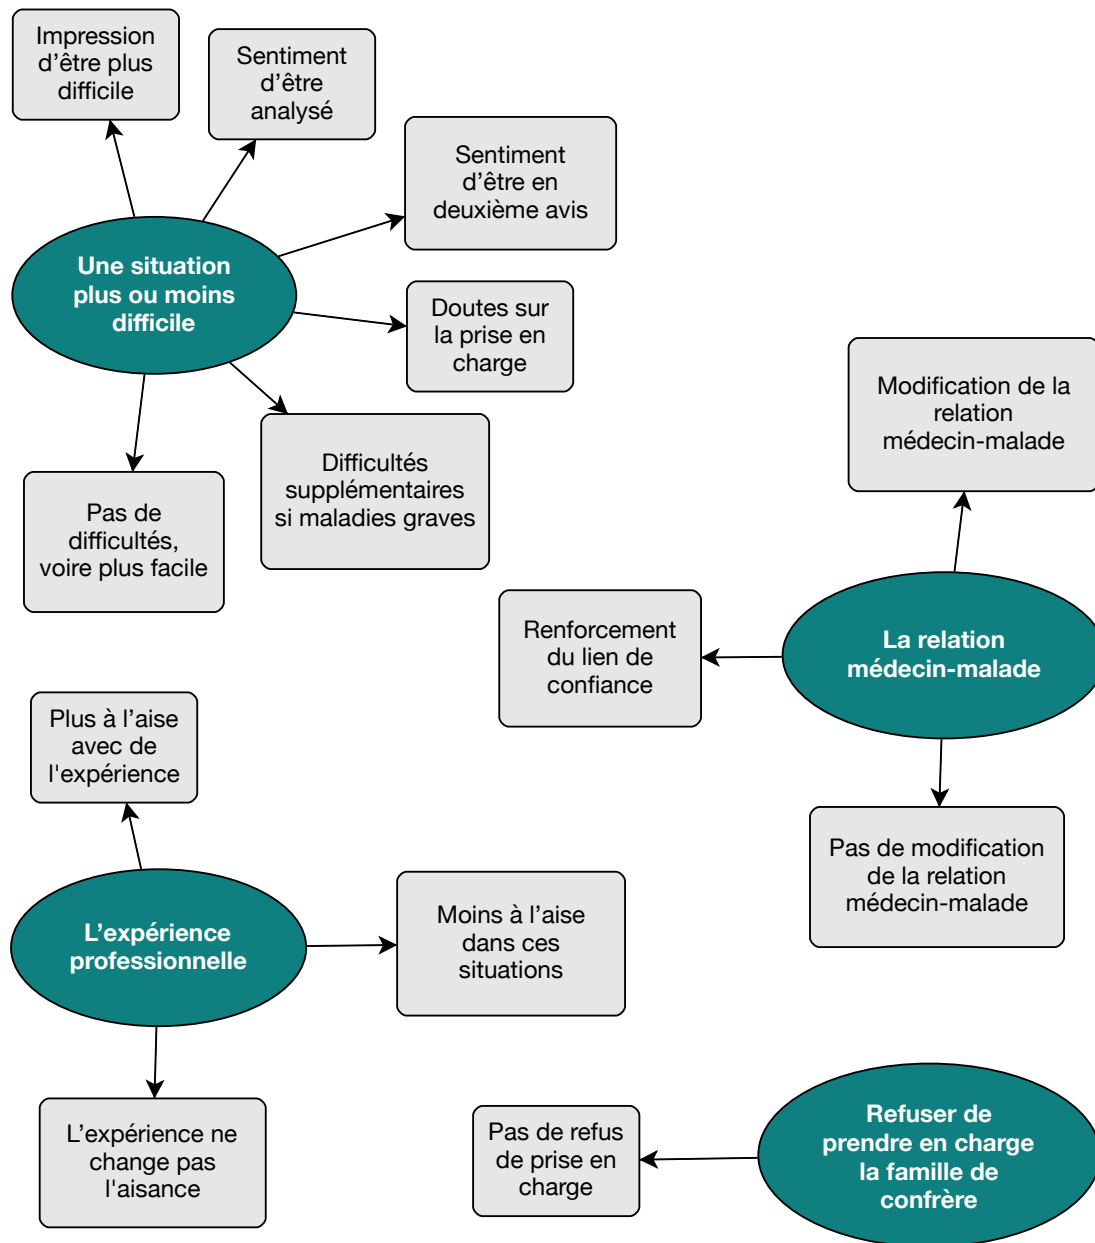 Impression
d’être plus
difficile
Sentiment
d’être
analysé
Sentiment
d’être en
deuxième avis
Une situation
plus ou moins
difficile
Doutes sur
la prise en
charge
Difficultés
supplémentaires
si maladies graves
Pas de
difficultés,
voire plus facile
Modification de la
relation
médecin-malade
La relation
médecin-malade
Renforcement
du lien de
confiance
Pas de modification
de la relation
médecin-malade
Plus à l’aise
avec de
l'expérience
L’expérience
professionnelle
Moins à l’aise
dans ces
situations
L’expérience ne
change pas
l'aisance
Refuser de
prendre en charge
la famille de
confrère
Pas de refus
de prise en
charge